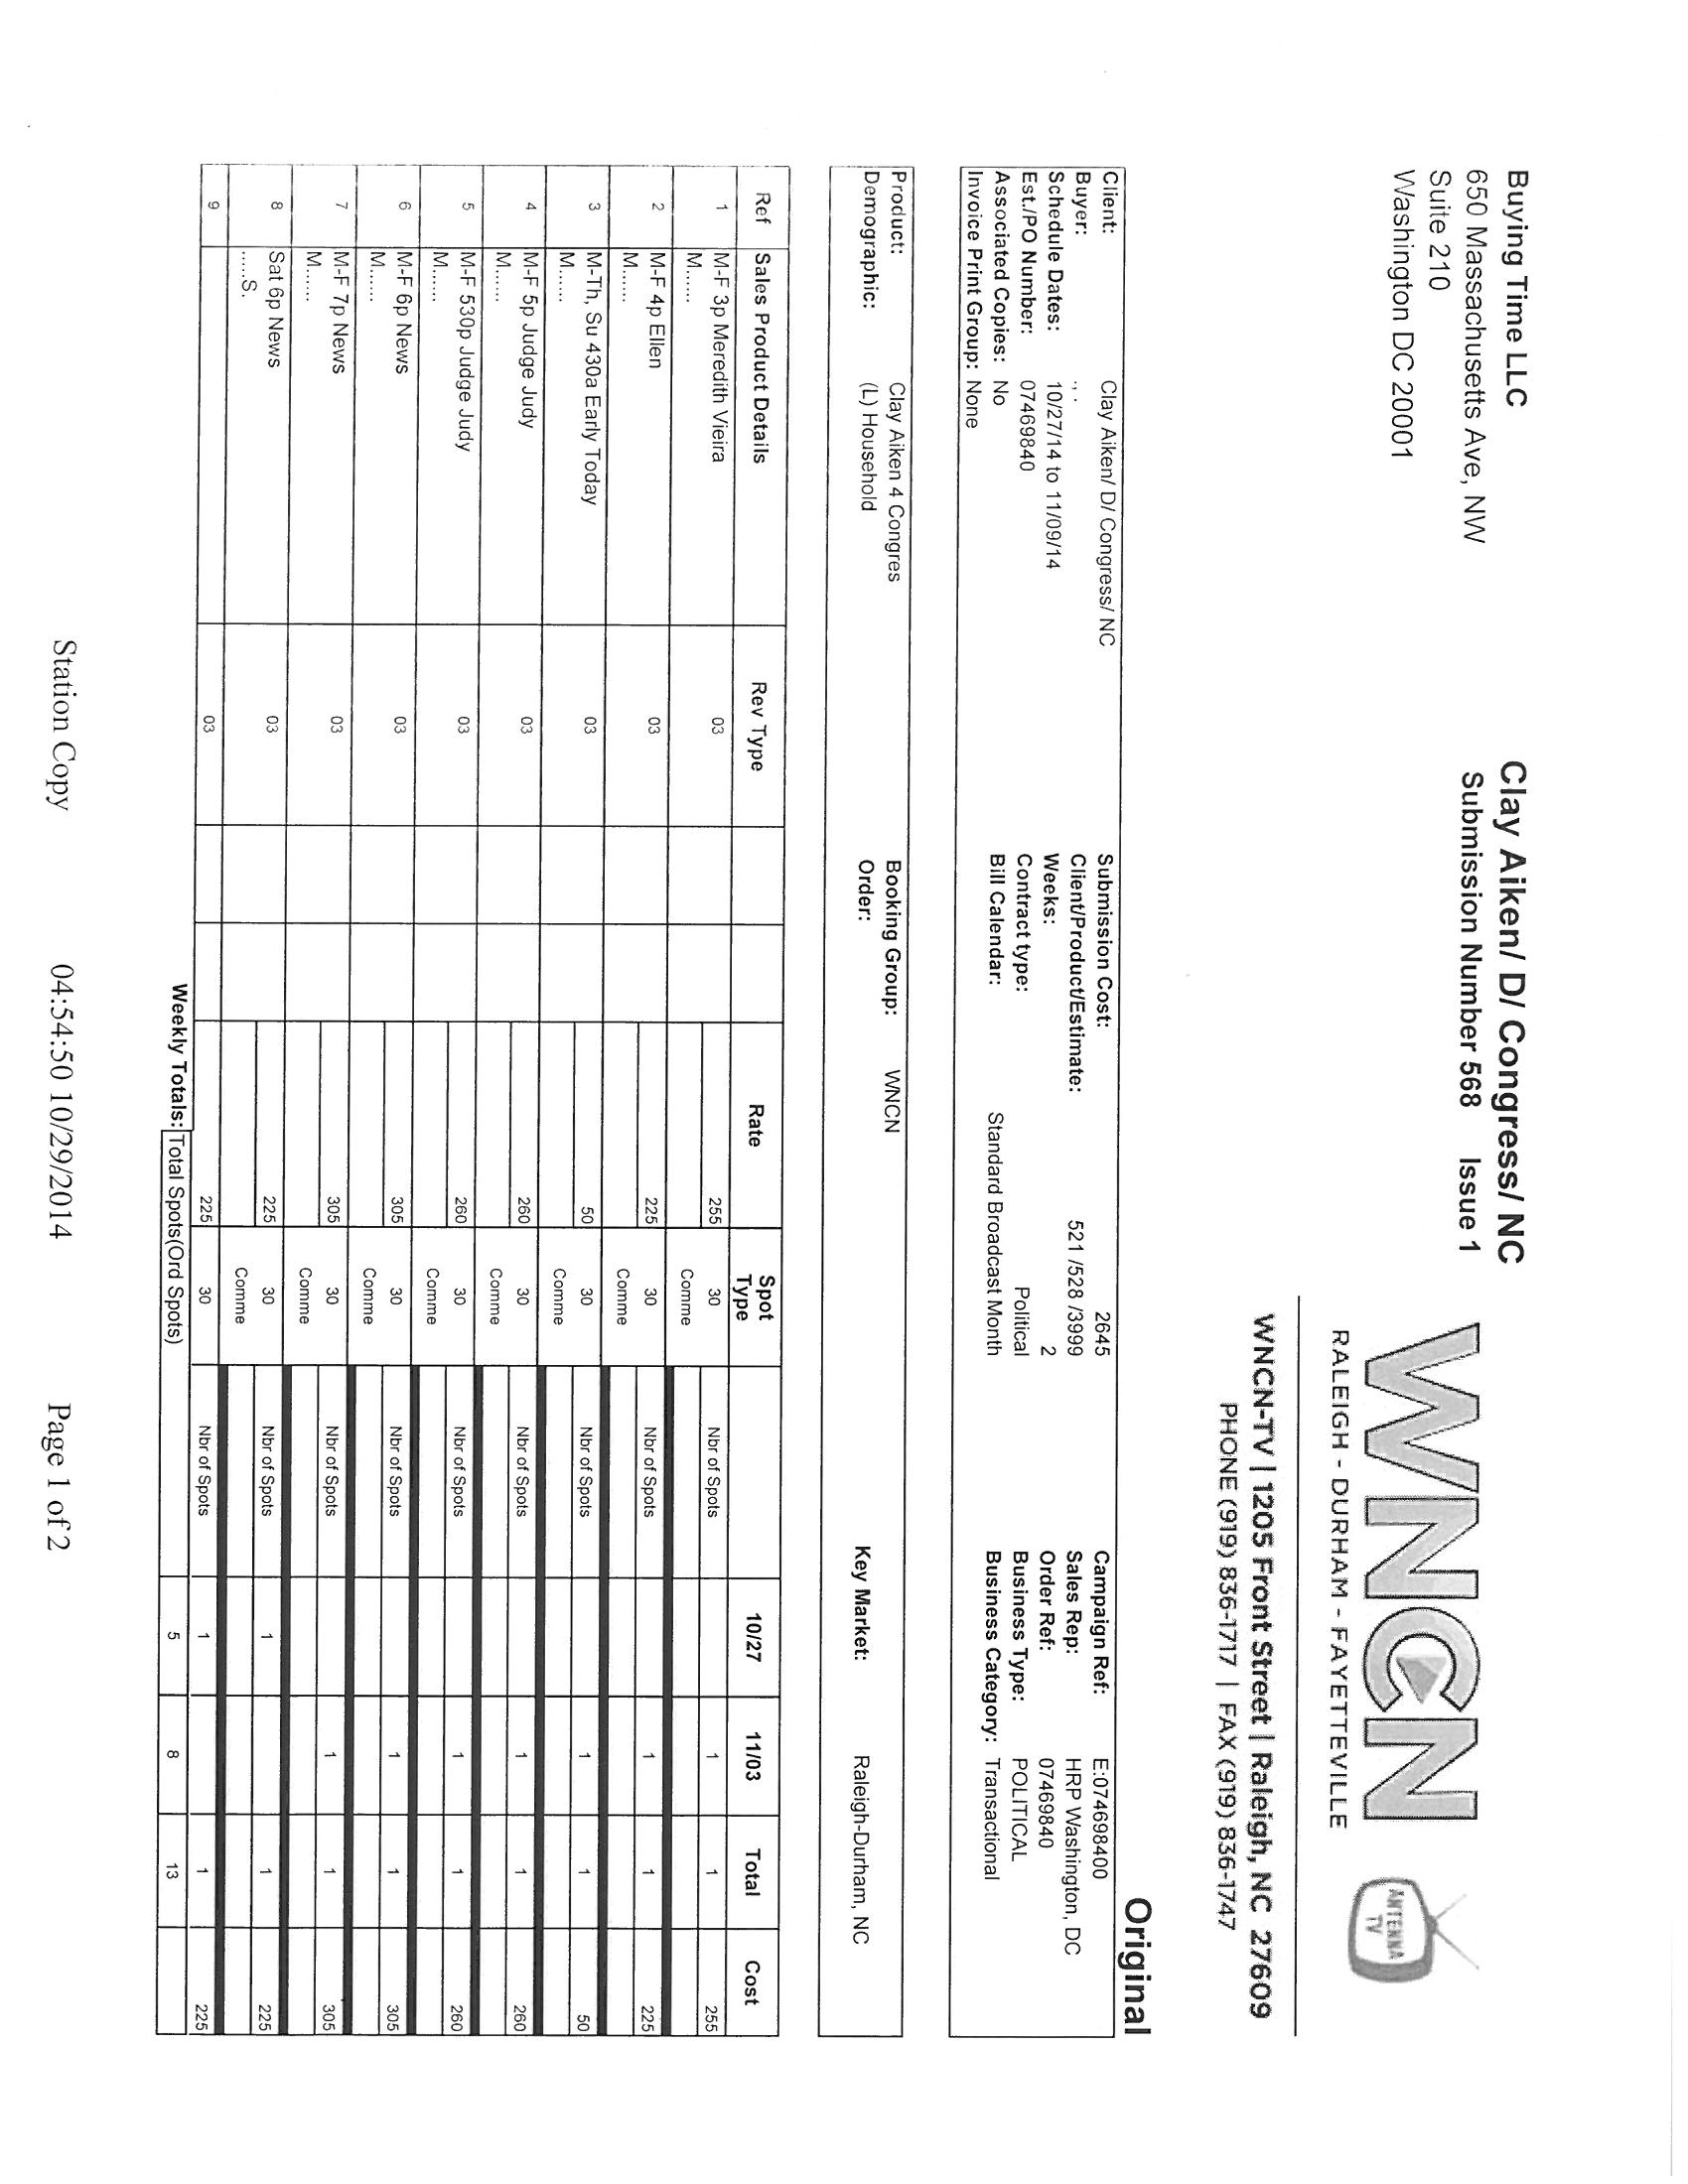 Buying Time LLC
650 Massachusetts Ave, NW
Suite 210
Washington DC 20001
Clay Aiken/ D/ Congress/ NC
Submission Number 568 Issue 1
WNCN
RALEIGH - DURHAM - FAYETTEVILLE
ANTENNA
TV
WNCN-TV | 1205 Front Street | Raleigh, NC 27609
PHONE (919) 836-1717 | FAX (919) 836-1747
Original
Client: Clay Aiken/ D/ Congress/ NC Submission Cost: 2645 Campaign Ref: E:074698400
Buyer: , . Client/Product/Estimate: 521 /528 /3999 Sales Rep: HRP Washington, DC
Schedule Dates: 10/27/14 to 11/09/14 Weeks: 2 Order Ref: 07469840
Est./PO Number: 07469840 Contract type: Political Business Type: POLITICAL
Associated Copies: No Bill Calendar: Standard Broadcast Month Business Category: Transactional
Invoice Print Group: None
Product: Clay Aiken 4 Congres Booking Group: WNCN
Demographic: (L) Household Order: Key Market: Raleigh-Durham, NC
Ref Sales Product Details Rev Type Rate Spot Type 10/27 11/03 Total Cost
1 M-F 3p Meredith Vieira 03 255 30 Nbr of Spots 1 1 255
M...... Comme
2 M-F 4p Ellen 03 225 30 Nbr of Spots 1 1 225
M...... Comme
3 M-Th, Su 430a Early Today 03 50 30 Nbr of Spots 1 1 50
M...... Comme
4 M-F 5p Judge Judy 03 260 30 Nbr of Spots 1 1 260
M...... Comme
5 M-F 530p Judge Judy 03 260 30 Nbr of Spots 1 1 260
M...... Comme
6 M-F 6p News 03 305 30 Nbr of Spots 1 1 305
M...... Comme
7 M-F 7p News 03 305 30 Nbr of Spots 1 1 305
M...... Comme
8 Sat 6p News 03 225 30 Nbr of Spots 1 1 225
.....S. Comme
9 03 225 30 Nbr of Spots 1 1 225
Weekly Totals: Total Spots(Ord Spots) 5 8 13
Station Copy 04:54:50 10/29/2014 Page 1 of 2